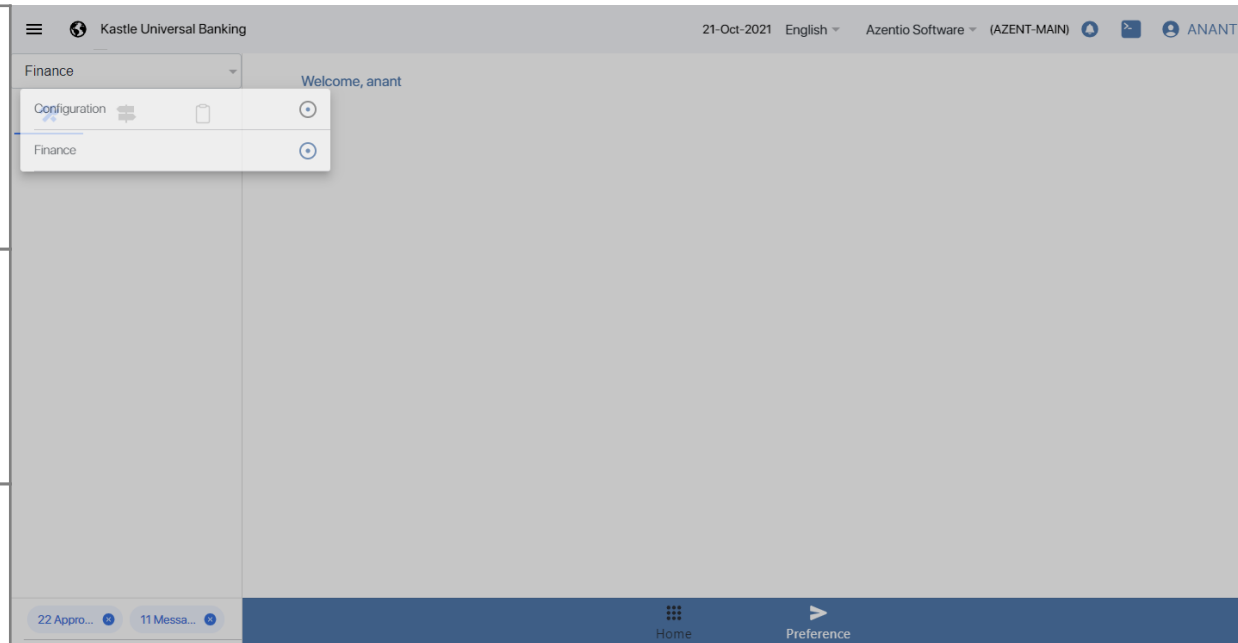 Kastle Universal Banking 21-Oct-2021 English Azentio Software (AZENT-MAIN) ANANT
Finance
Welcome, anant
Configuration
Finance
22 Appro... 11 Messa...
Home Preference